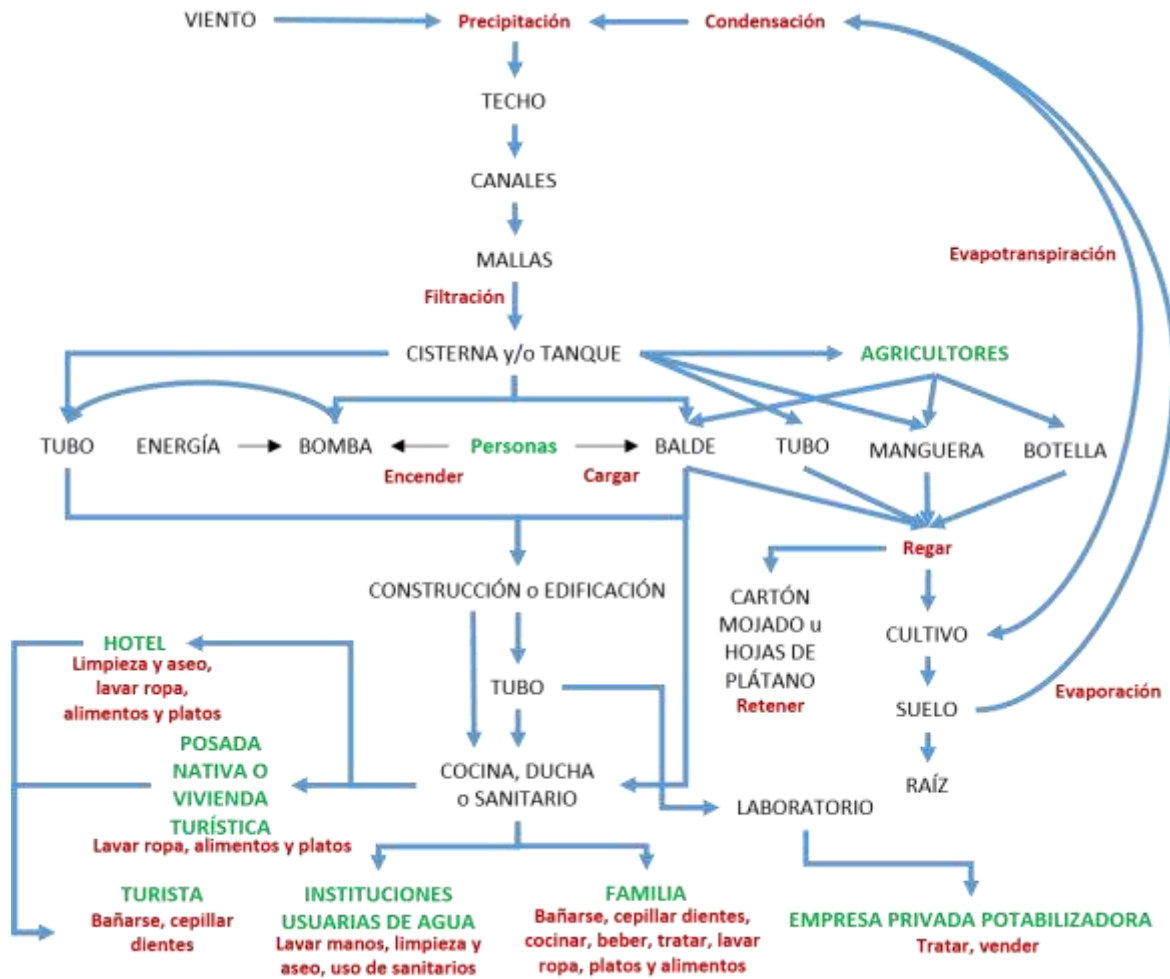 VIENTO
Precipitación
Condensación
TECHO
CANALES
MALLAS
Evapotranspiración
Filtración
CISTERNA y/o TANQUE
AGRICULTORES
TUBO
ENERGÍA
BOMBA
Personas
BALDE
TUBO
MANGUERA
BOTELLA
Encender
Cargar
Regar
CONSTRUCCIÓN o EDIFICACIÓN
CARTÓN
MOJADO u
HOJAS DE
PLÁTANO
Retener
CULTIVO
HOTEL
Limpieza y aseo,
lavar ropa,
alimentos y platos
TUBO
SUELO
Evaporación
POSADA
NATIVA O
VIVIENDA
TURÍSTICA
Lavar ropa, alimentos y platos
COCINA, DUCHA
o SANITARIO
RAÍZ
LABORATORIO
TURISTA
Bañarse, cepillar
dientes
INSTITUCIONES
USUARIAS DE AGUA
Lavar manos, limpieza y
aseo, uso de sanitarios
FAMILIA
Bañarse, cepillar dientes,
cocinar, beber, tratar, lavar
ropa, platos y alimentos
EMPRESA PRIVADA POTABILIZADORA
Tratar, vender